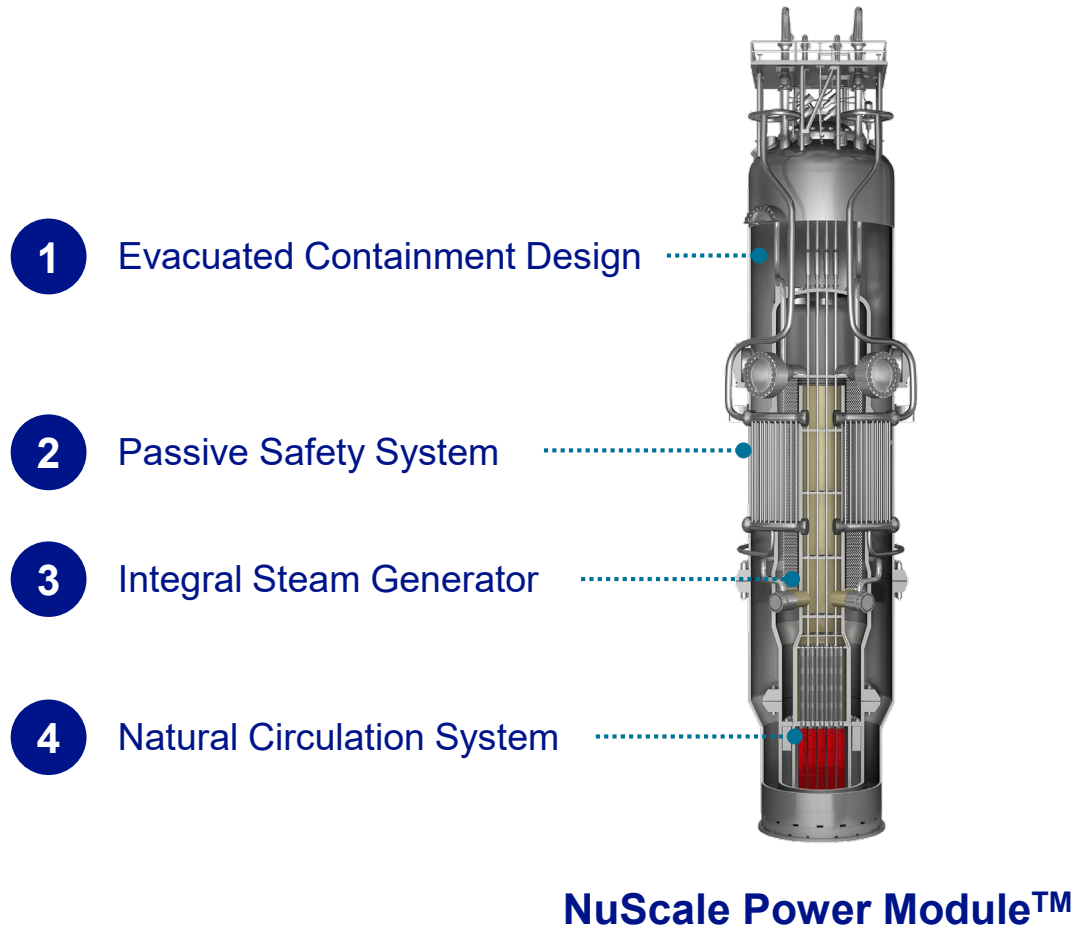 1 Evacuated Containment Design
2 Passive Safety System
3 Integral Steam Generator
4 Natural Circulation System
NuScale Power Module™